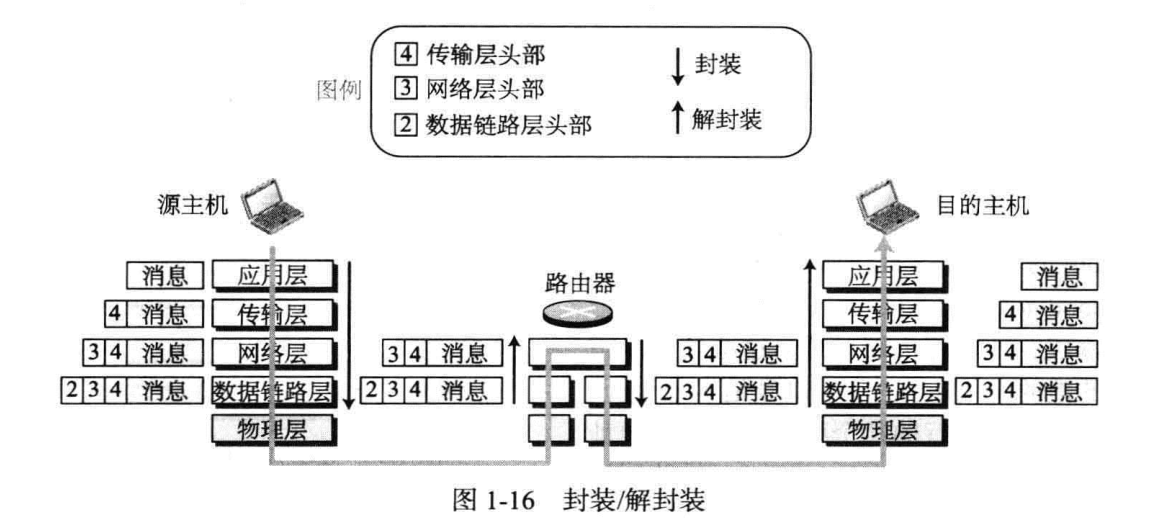 图例
4 传输层头部
3 网络层头部
2 数据链路层头部
封装
解封装
源主机
目的主机
路由器
消息 应用层 应用层 消息
4 消息 传输层 传输层 4 消息
3 4 消息 网络层 3 4 消息 3 4 消息 网络层 3 4 消息
2 3 4 消息 数据链路层 2 3 4 消息 2 3 4 消息 数据链路层 2 3 4 消息
物理层 物理层
图 1-16 封装/解封装